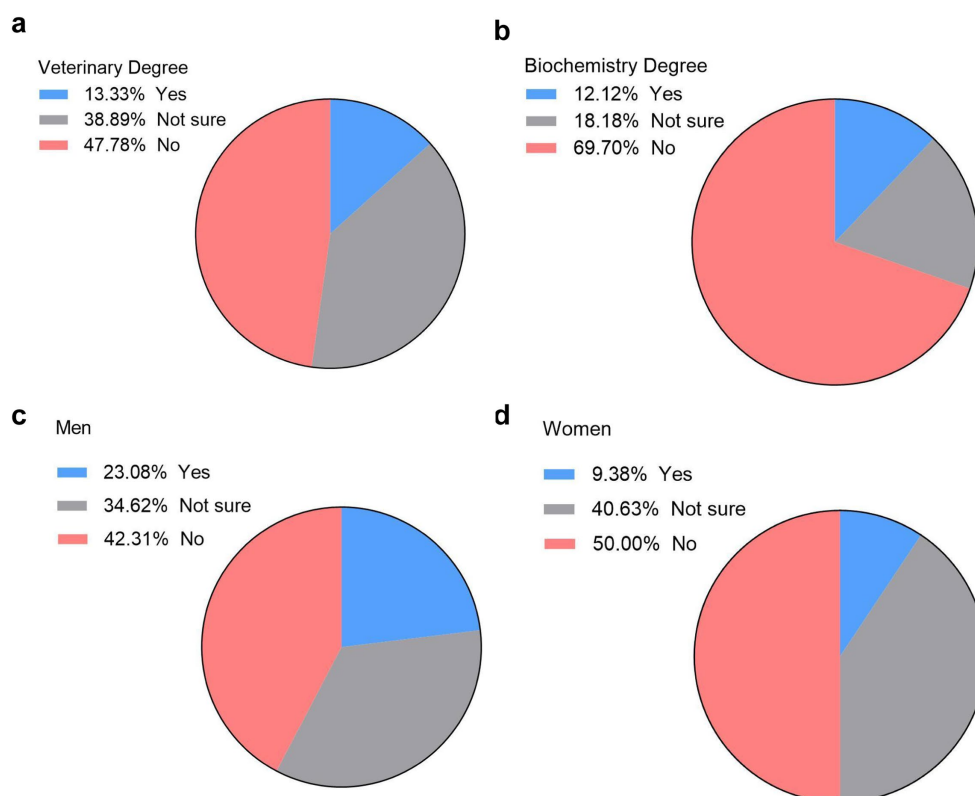 a
Veterinary Degree
13.33% Yes
38.89% Not sure
47.78% No
b
Biochemistry Degree
12.12% Yes
18.18% Not sure
69.70% No
c
Men
23.08% Yes
34.62% Not sure
42.31% No
d
Women
9.38% Yes
40.63% Not sure
50.00% No